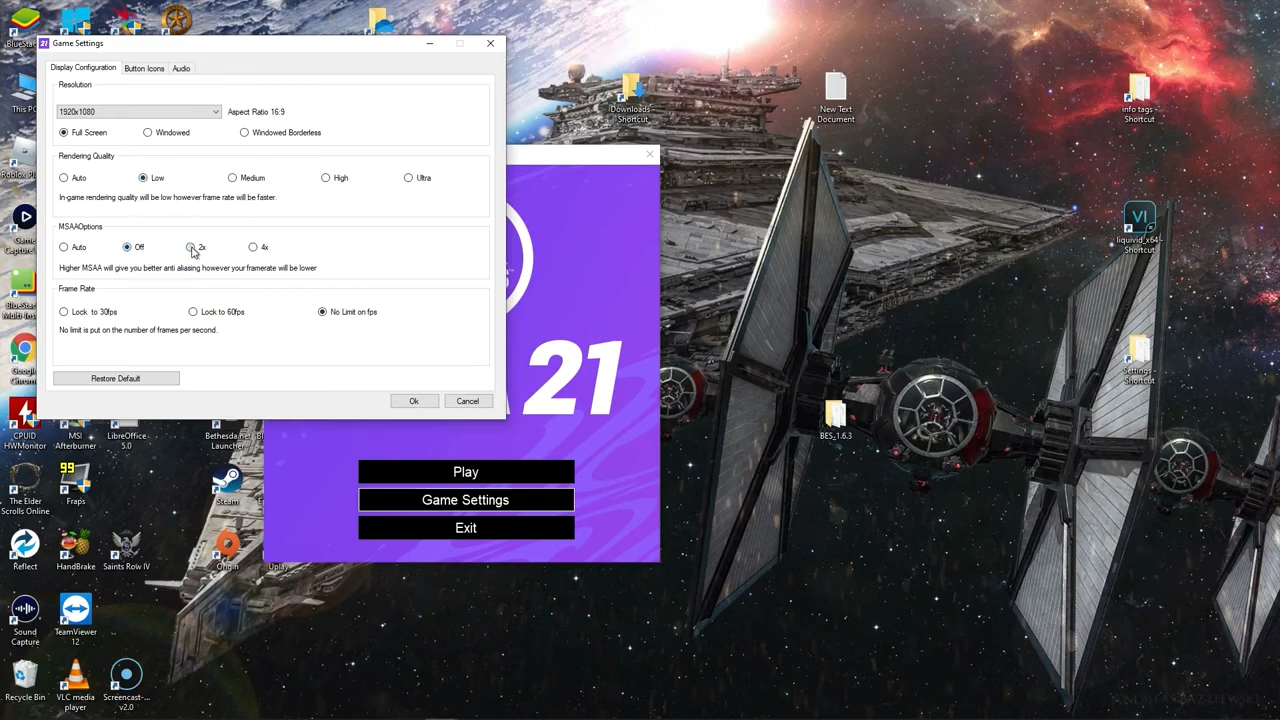 Game Settings
Display Configuration
Button Icons
Audio
Resolution
1920x1080
Aspect Ratio 16:9
Full Screen
Windowed
Windowed Borderless
Rendering Quality
Auto
Low
Medium
High
Ultra
In-game rendering quality will be low however frame rate will be faster.
MSAAOptions
Auto
Off
2x
4x
Higher MSAA will give you better anti aliasing however your framerate will be lower
Frame Rate
Lock to 30fps
Lock to 60fps
No Limit on fps
No limit is put on the number of frames per second.
Restore Default
Ok
Cancel
21
Play
Game Settings
Exit
This PC
CPUID
HWMonitor
MSI
Afterburner
LibreOffice
5.0
Bethesda.net
Launcher
The Elder
Scrolls Online
99
Fraps
Steam
Reflect
HandBrake
Saints Row IV
Origin
Uplay
Sound
Capture
TeamViewer
12
Recycle Bin
VLC media
player
Screencast-...
v2.0
Downloads
Shortcut
New Text
Document
info tags -
Shortcut
VI
liquivid_x64 -
Shortcut
Settings
Shortcut
BES_1.6.3